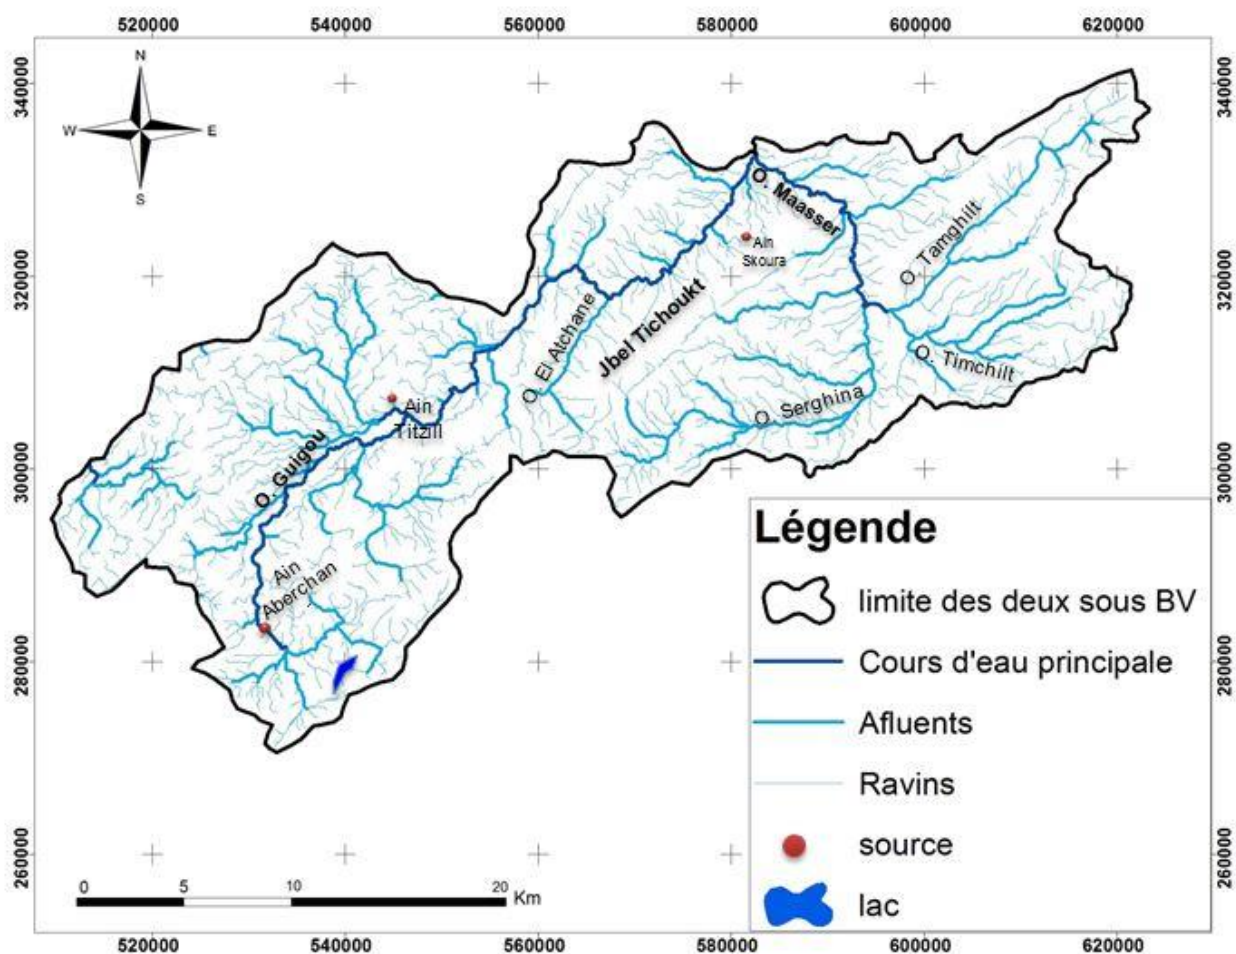 520000 540000 560000 580000 600000 620000
340000
340000
N
W E
S
O. Maasser
O. Tamghilt
Ain
Skoura
320000
320000
O. El Atchane
Jbel Tichoukt
O. Timchilt
O. Serghina
Ain
Titzill
O. Guigou
300000
300000
Ain
Aberchan
280000
280000
260000
260000
Légende
limite des deux sous BV
Cours d'eau principale
Afluents
Ravins
source
lac
0 5 10 20
Km
520000 540000 560000 580000 600000 620000